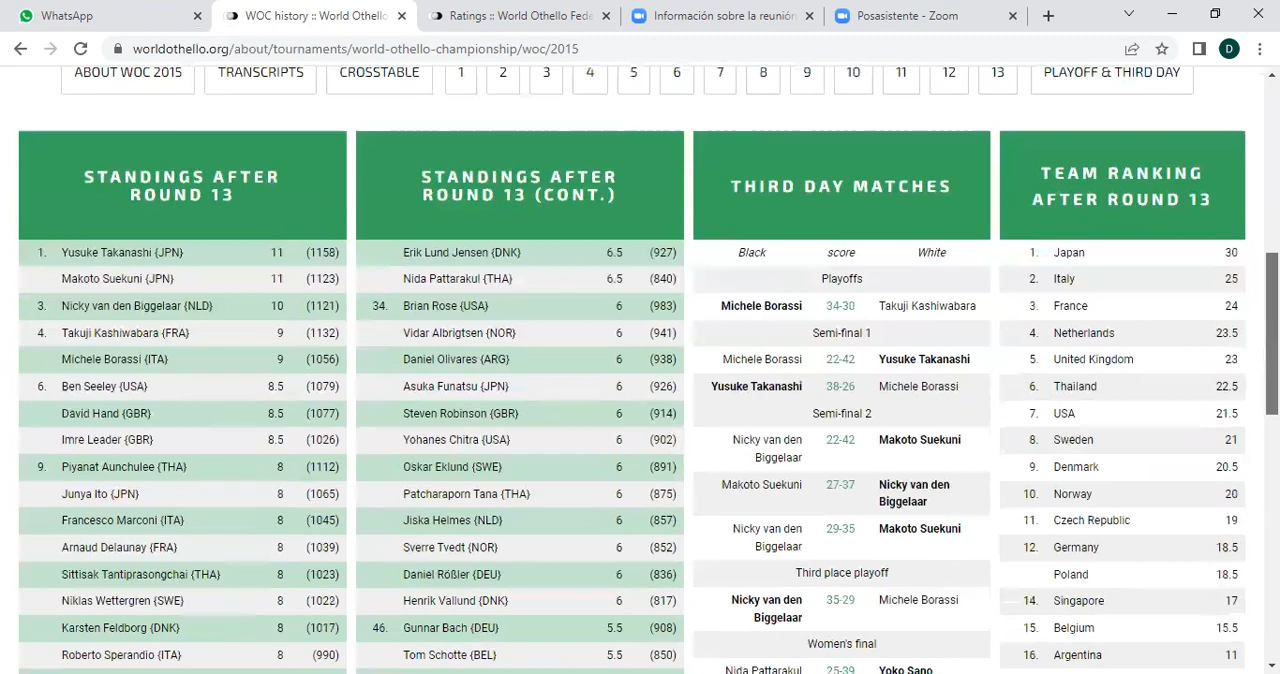 WhatsApp
WOC history :: World Othello
Ratings :: World Othello Fede
Información sobre la reunión
Posasistente - Zoom
worldothello.org/about/tournaments/world-othello-championship/woc/2015
D
ABOUT WOC 2015 TRANSCRIPTS CROSSTABLE 1 2 3 4 5 6 7 8 9 10 11 12 13 PLAYOFF & THIRD DAY
STANDINGS AFTER
ROUND 13
1. Yusuke Takanashi {JPN} 11 (1158)
Makoto Suekuni {JPN} 11 (1123)
3. Nicky van den Biggelaar {NLD} 10 (1121)
4. Takuji Kashiwabara {FRA} 9 (1132)
Michele Borassi {ITA} 9 (1056)
6. Ben Seeley {USA} 8.5 (1079)
David Hand {GBR} 8.5 (1077)
Imre Leader {GBR} 8.5 (1026)
9. Piyanat Aunchulee {THA} 8 (1112)
Junya Ito {JPN} 8 (1065)
Francesco Marconi {ITA} 8 (1045)
Arnaud Delaunay {FRA} 8 (1039)
Sittisak Tantiprasongchai {THA} 8 (1023)
Niklas Wettergren {SWE} 8 (1022)
Karsten Feldborg {DNK} 8 (1017)
Roberto Sperandio {ITA} 8 (990)
STANDINGS AFTER
ROUND 13 (CONT.)
Erik Lund Jensen {DNK} 6.5 (927)
Nida Pattarakul {THA} 6.5 (840)
34. Brian Rose {USA} 6 (983)
Vidar Albrigtsen {NOR} 6 (941)
Daniel Olivares {ARG} 6 (938)
Asuka Funatsu {JPN} 6 (926)
Steven Robinson {GBR} 6 (914)
Yohanes Chitra {USA} 6 (902)
Oskar Eklund {SWE} 6 (891)
Patcharaporn Tana {THA} 6 (875)
Jiska Helmes {NLD} 6 (857)
Sverre Tvedt {NOR} 6 (852)
Daniel Rößler {DEU} 6 (836)
Henrik Vallund {DNK} 6 (817)
46. Gunnar Bach {DEU} 5.5 (908)
Tom Schotte {BEL} 5.5 (850)
THIRD DAY MATCHES
Black score White
Playoffs
Michele Borassi 34-30 Takuji Kashiwabara
Semi-final 1
Michele Borassi 22-42 Yusuke Takanashi
Yusuke Takanashi 38-26 Michele Borassi
Semi-final 2
Nicky van den 22-42 Makoto Suekuni
Biggelaar
Makoto Suekuni 27-37 Nicky van den
Biggelaar
Nicky van den 29-35 Makoto Suekuni
Biggelaar
Third place playoff
Nicky van den 35-29 Michele Borassi
Biggelaar
Women's final
Nida Pattarakul 25-39 Yoko Sano
TEAM RANKING
AFTER ROUND 13
1. Japan 30
2. Italy 25
3. France 24
4. Netherlands 23.5
5. United Kingdom 23
6. Thailand 22.5
7. USA 21.5
8. Sweden 21
9. Denmark 20.5
10. Norway 20
11. Czech Republic 19
12. Germany 18.5
Poland 18.5
14. Singapore 17
15. Belgium 15.5
16. Argentina 11